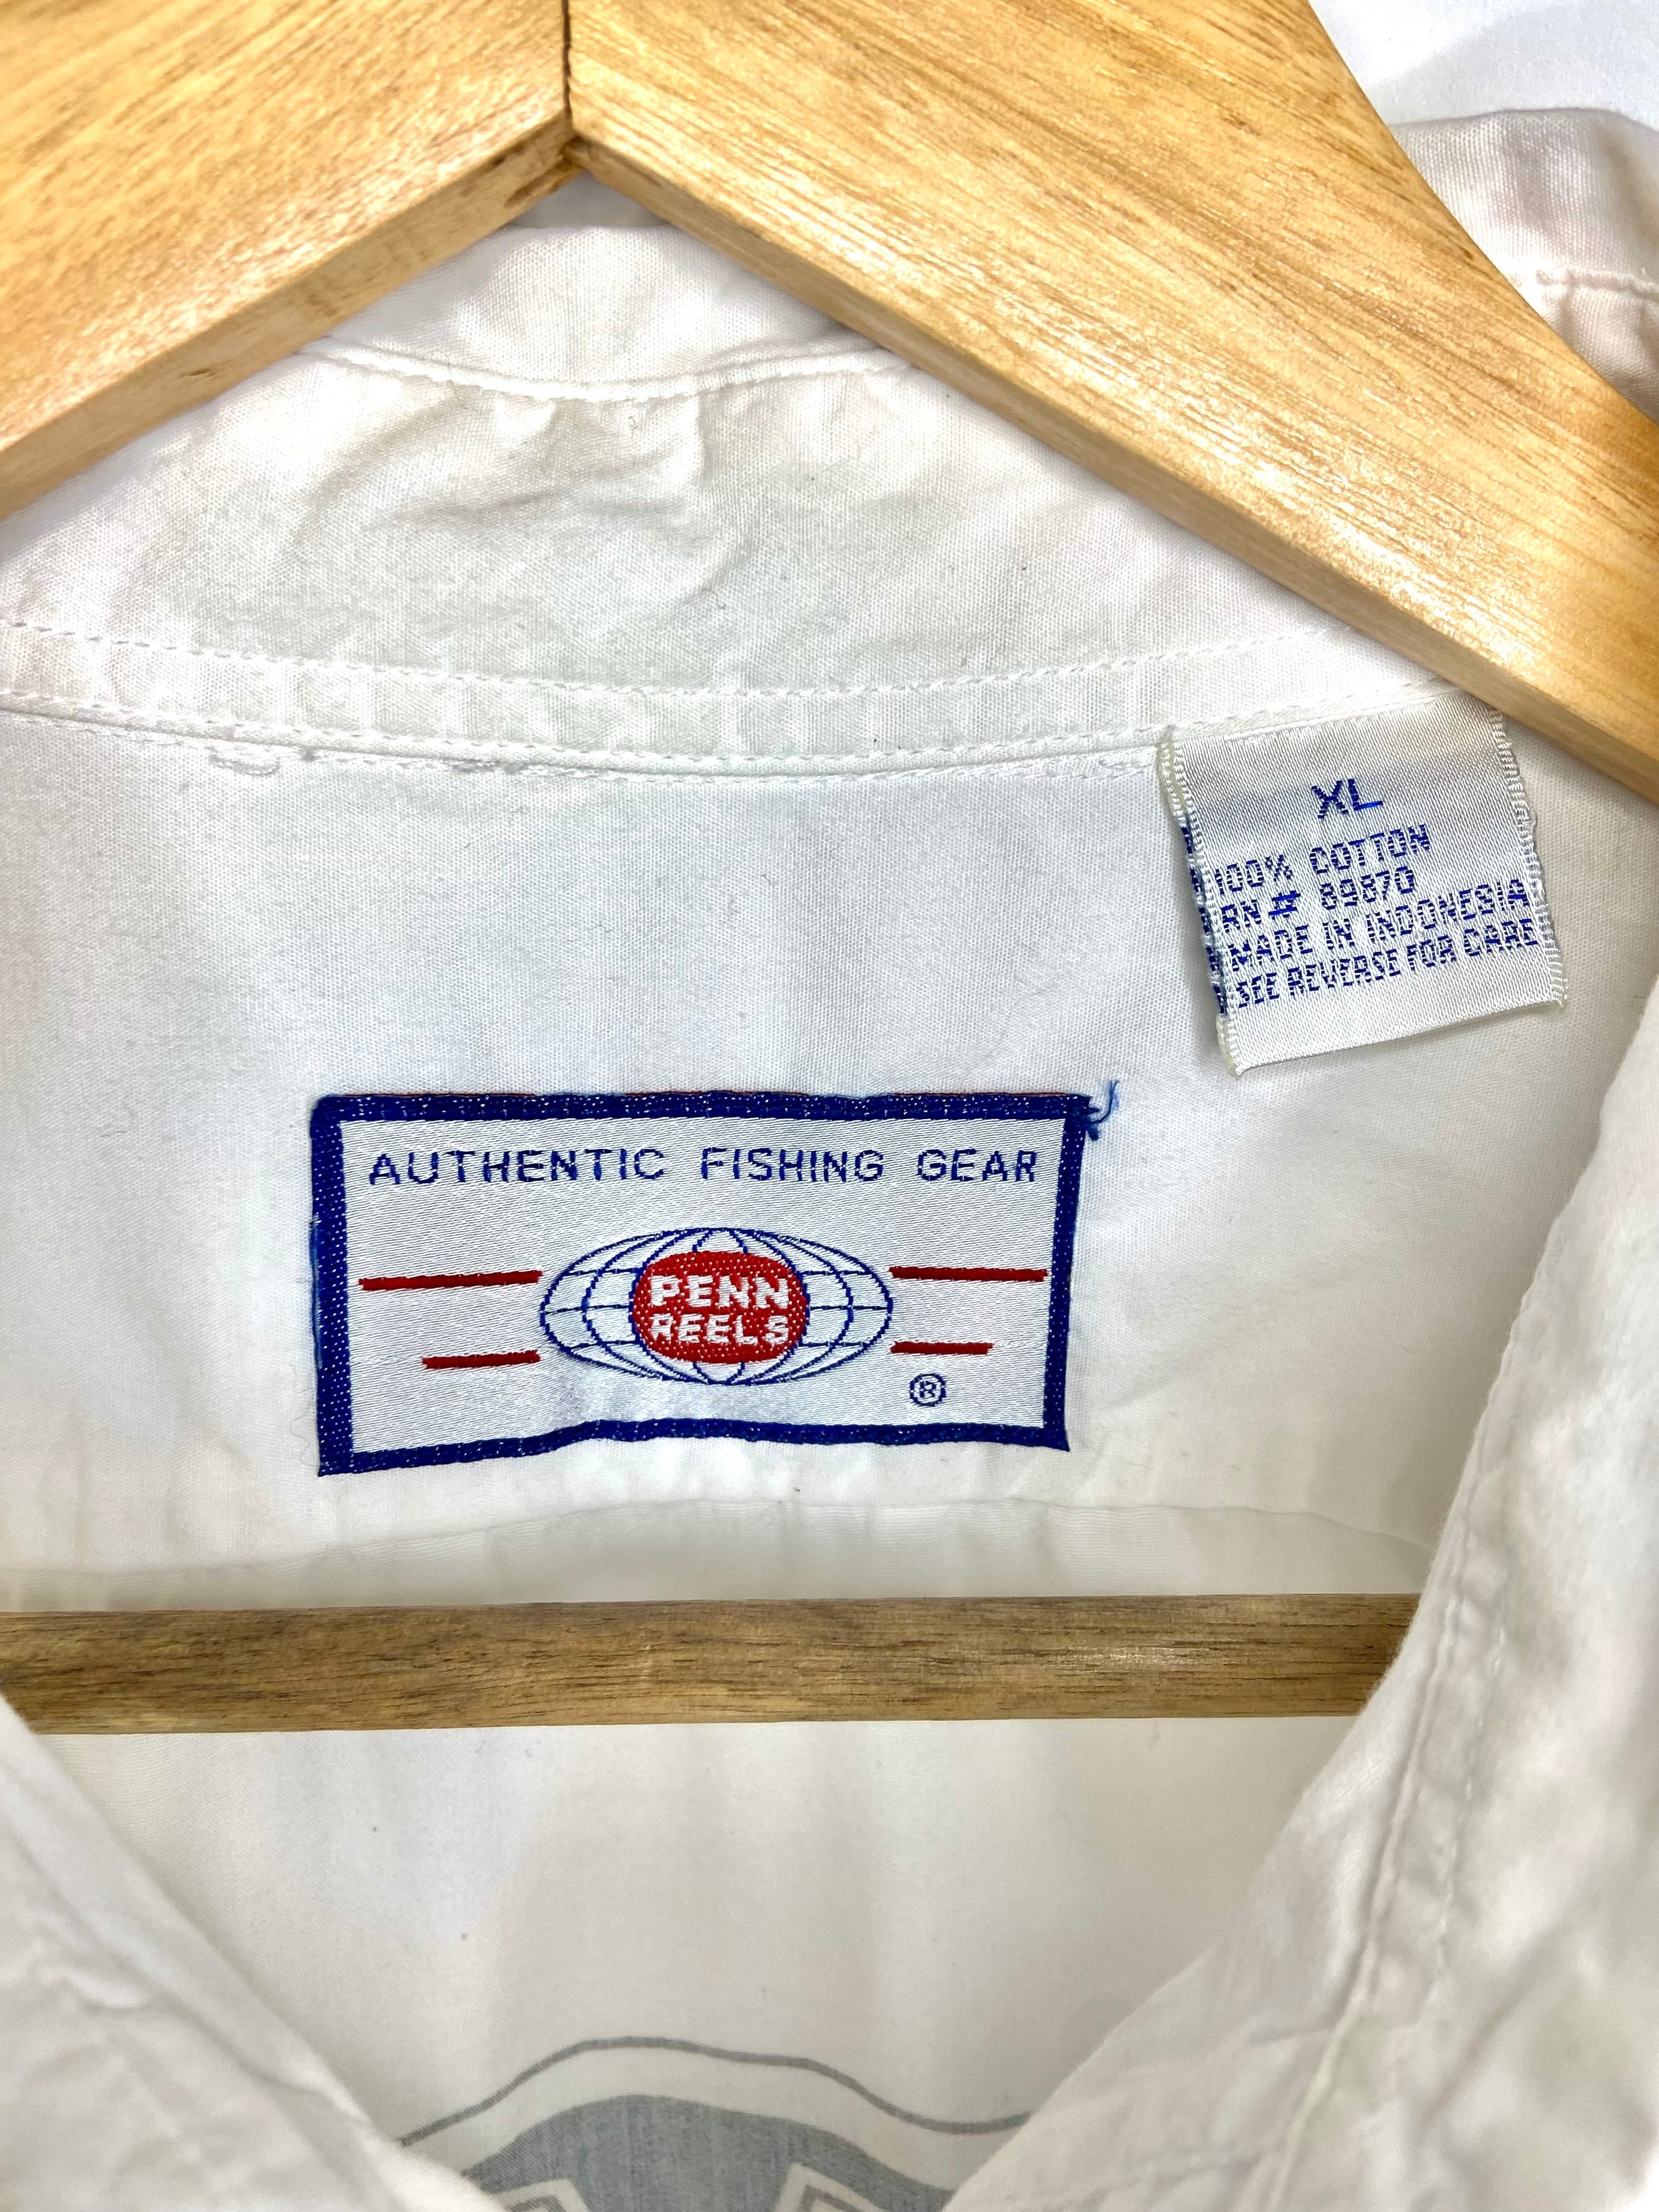 XL
100% COTTON
RN# 89870
MADE IN INDONESIA
SEE REVERSE FOR CARE
AUTHENTIC FISHING GEAR
PENN
REELS
®